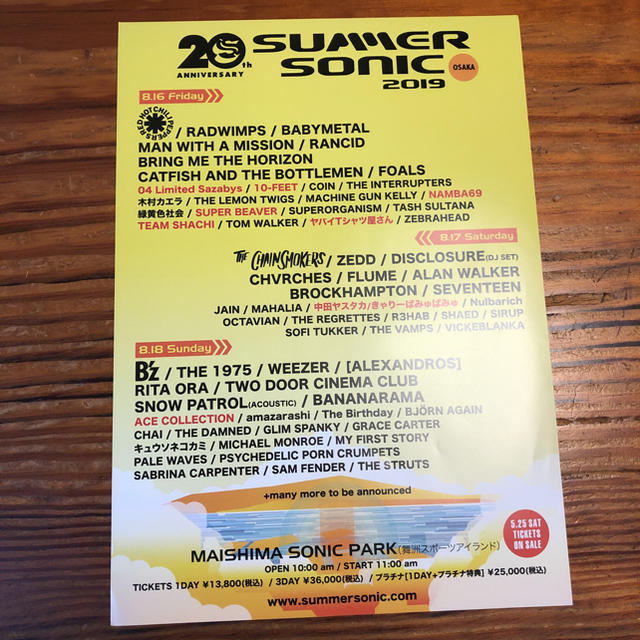 20th
ANNIVERSARY
SUMMER
SONIC
2019
OSAKA
8.16 Friday
RED HOT CHILI PEPPERS / RADWIMPS / BABYMETAL
MAN WITH A MISSION / RANCID
BRING ME THE HORIZON
CATFISH AND THE BOTTLEMEN / FOALS
04 Limited Sazabys / 10-FEET / COIN / THE INTERRUPTERS
木村カエラ / THE LEMON TWIGS / MACHINE GUN KELLY / NAMBA69
緑黄色社会 / SUPER BEAVER / SUPERORGANISM / TASH SULTANA
TEAM SHACHI / TOM WALKER / ヤバイTシャツ屋さん / ZEBRAHEAD
8.17 Saturday
THE CHAINSMOKERS / ZEDD / DISCLOSURE(DJ SET)
CHVRCHES / FLUME / ALAN WALKER
BROCKHAMPTON / SEVENTEEN
JAIN / MAHALIA / 中田ヤスタカ/きゃりーぱみゅぱみゅ / Nulbarich
OCTAVIAN / THE REGRETTES / R3HAB / SHAED / SIRUP
SOFI TUKKER / THE VAMPS / VICKEBLANKA
8.18 Sunday
B'z / THE 1975 / WEEZER / [ALEXANDROS]
RITA ORA / TWO DOOR CINEMA CLUB
SNOW PATROL(ACOUSTIC) / BANANARAMA
ACE COLLECTION / amazarashi / The Birthday / BJÖRN AGAIN
CHAI / THE DAMNED / GLIM SPANKY / GRACE CARTER
キュウソネコカミ / MICHAEL MONROE / MY FIRST STORY
PALE WAVES / PSYCHEDELIC PORN CRUMPETS
SABRINA CARPENTER / SAM FENDER / THE STRUTS
+many more to be announced
5.25 SAT
TICKETS
ON SALE
MAISHIMA SONIC PARK(舞洲スポーツアイランド)
OPEN 10:00 am / START 11:00 am
TICKETS 1DAY ¥13,800(税込) / 3DAY ¥36,000(税込) / プラチナ[1DAY+プラチナ特典] ¥25,000(税込)
www.summersonic.com